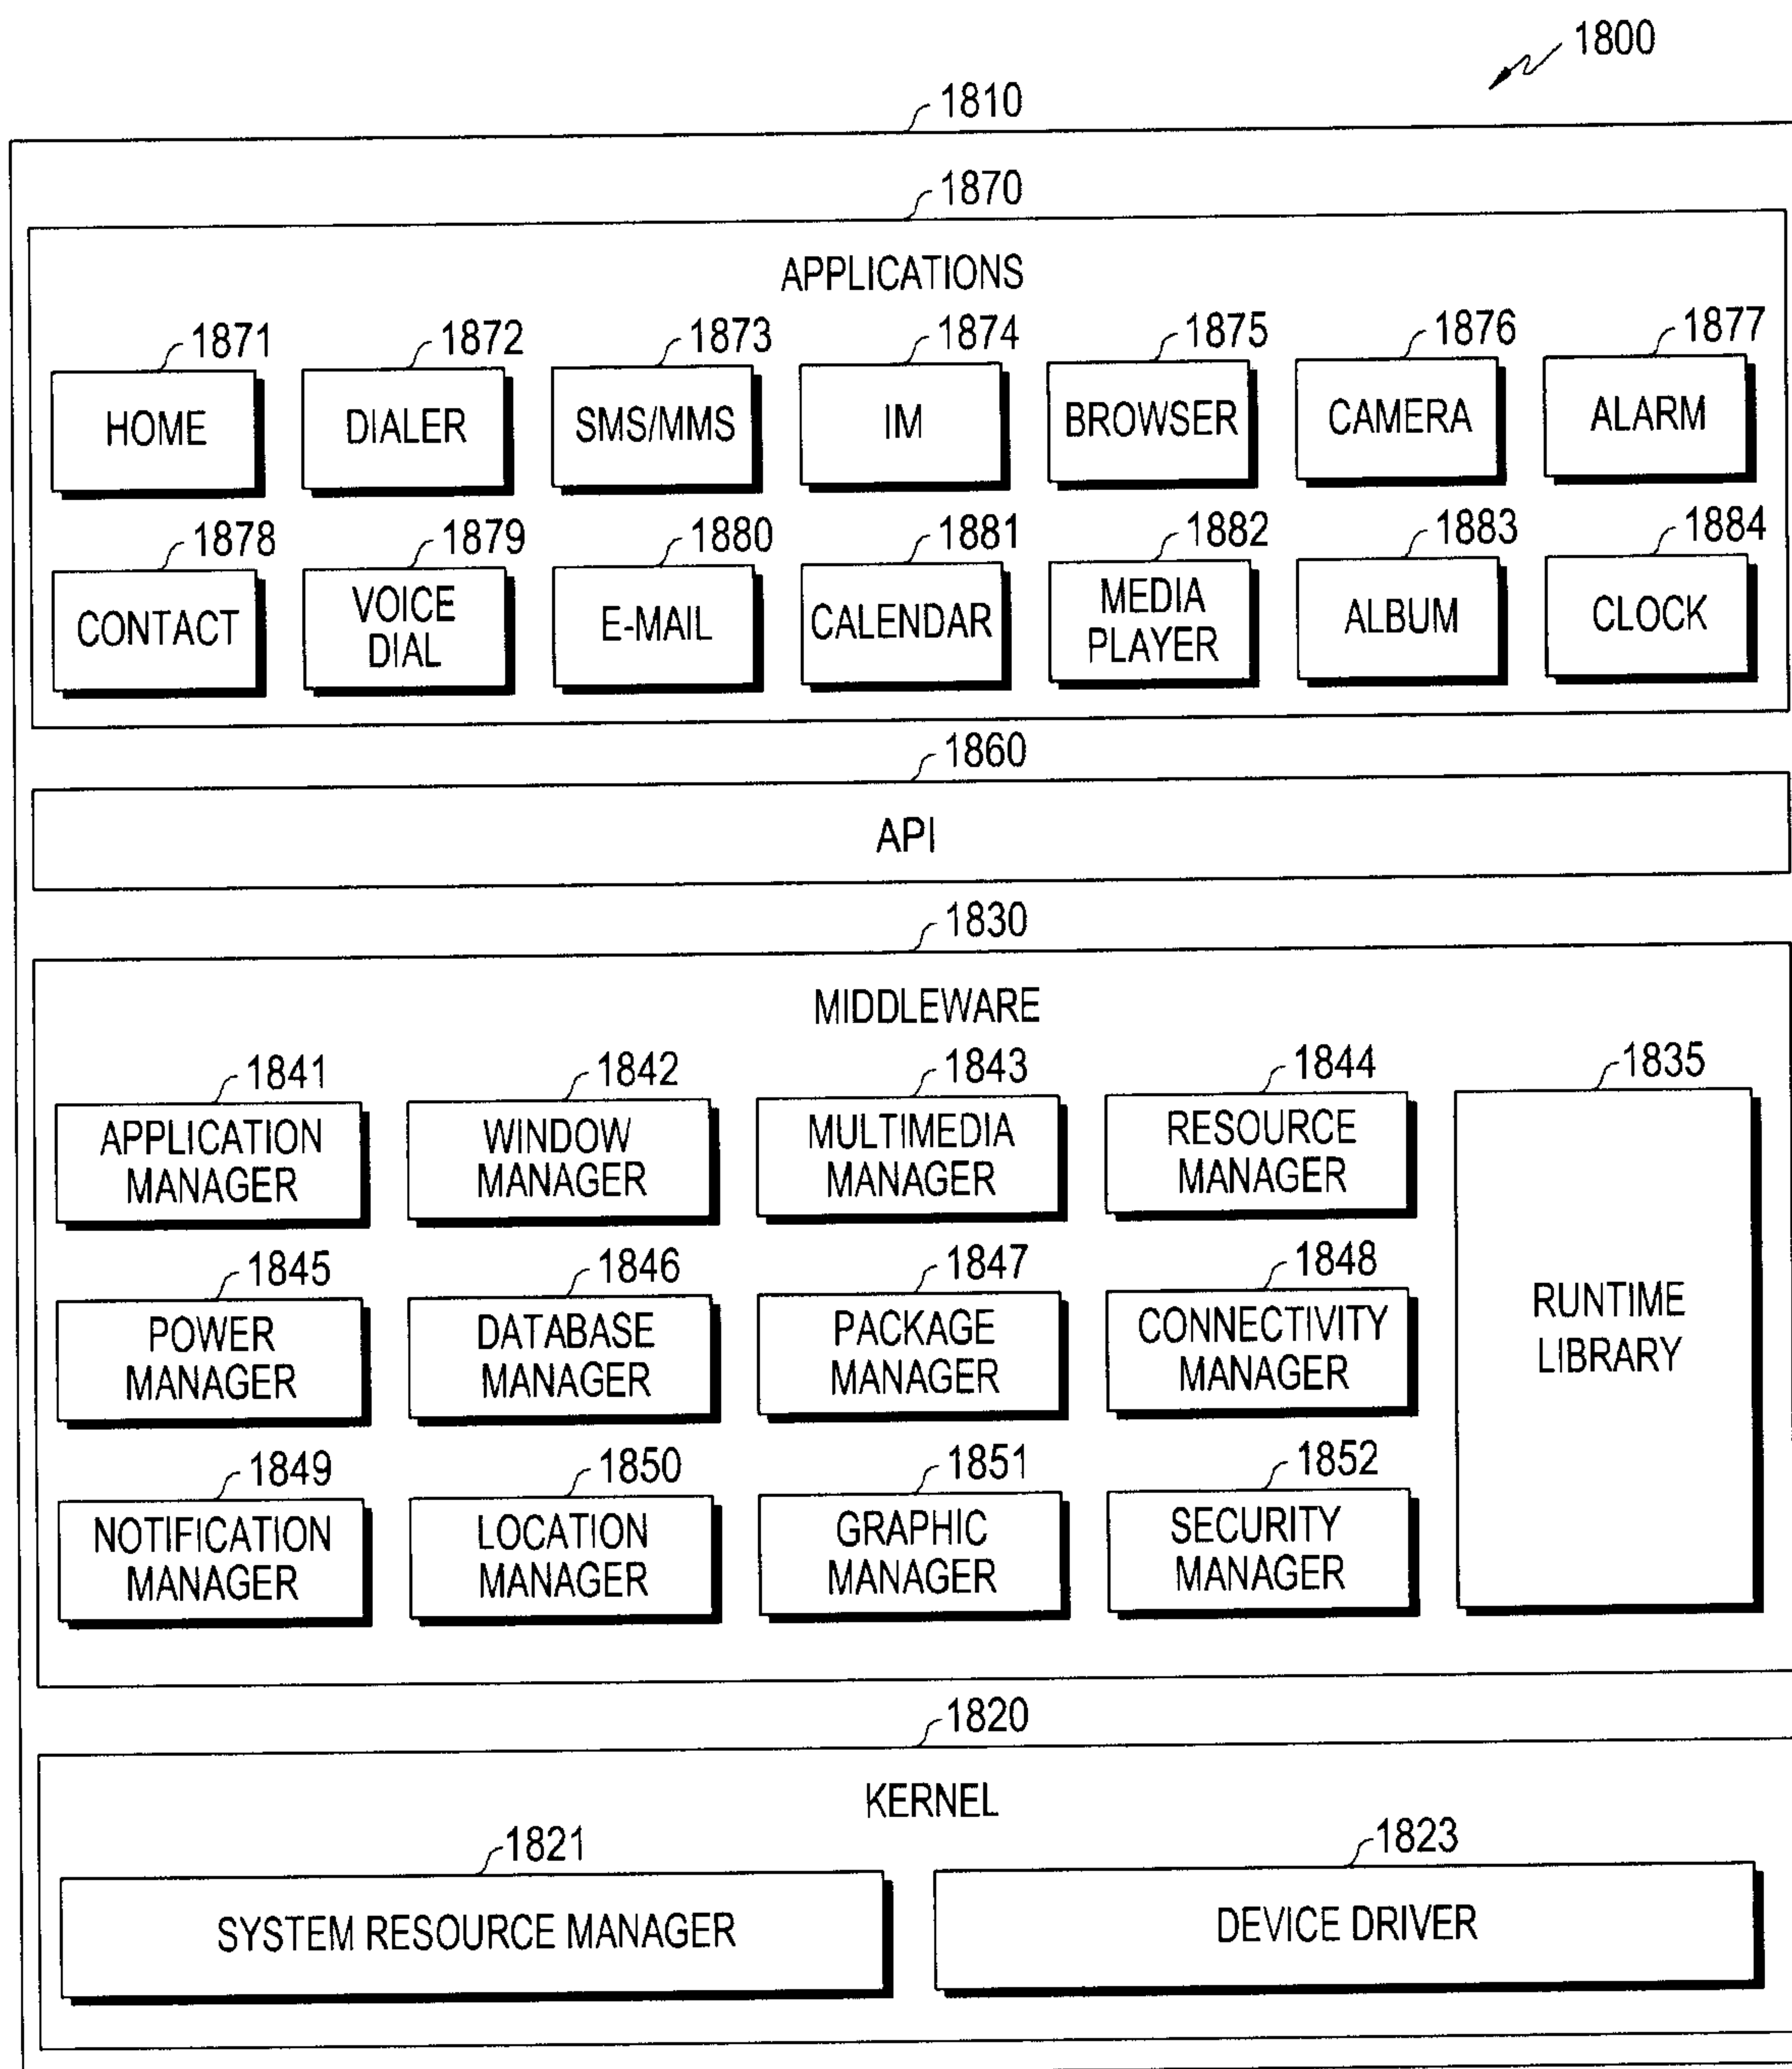 1800
1810
1870
APPLICATIONS
1871 1872 1873 1874 1875 1876 1877
HOME DIALER SMS/MMS IM BROWSER CAMERA ALARM
1878 1879 1880 1881 1882 1883 1884
CONTACT VOICE DIAL E-MAIL CALENDAR MEDIA PLAYER ALBUM CLOCK
1860
API
1830
MIDDLEWARE
1841 1842 1843 1844 1835
APPLICATION MANAGER WINDOW MANAGER MULTIMEDIA MANAGER RESOURCE MANAGER
1845 1846 1847 1848
POWER MANAGER DATABASE MANAGER PACKAGE MANAGER CONNECTIVITY MANAGER
RUNTIME LIBRARY
1849 1850 1851 1852
NOTIFICATION MANAGER LOCATION MANAGER GRAPHIC MANAGER SECURITY MANAGER
1820
KERNEL
1821 1823
SYSTEM RESOURCE MANAGER DEVICE DRIVER